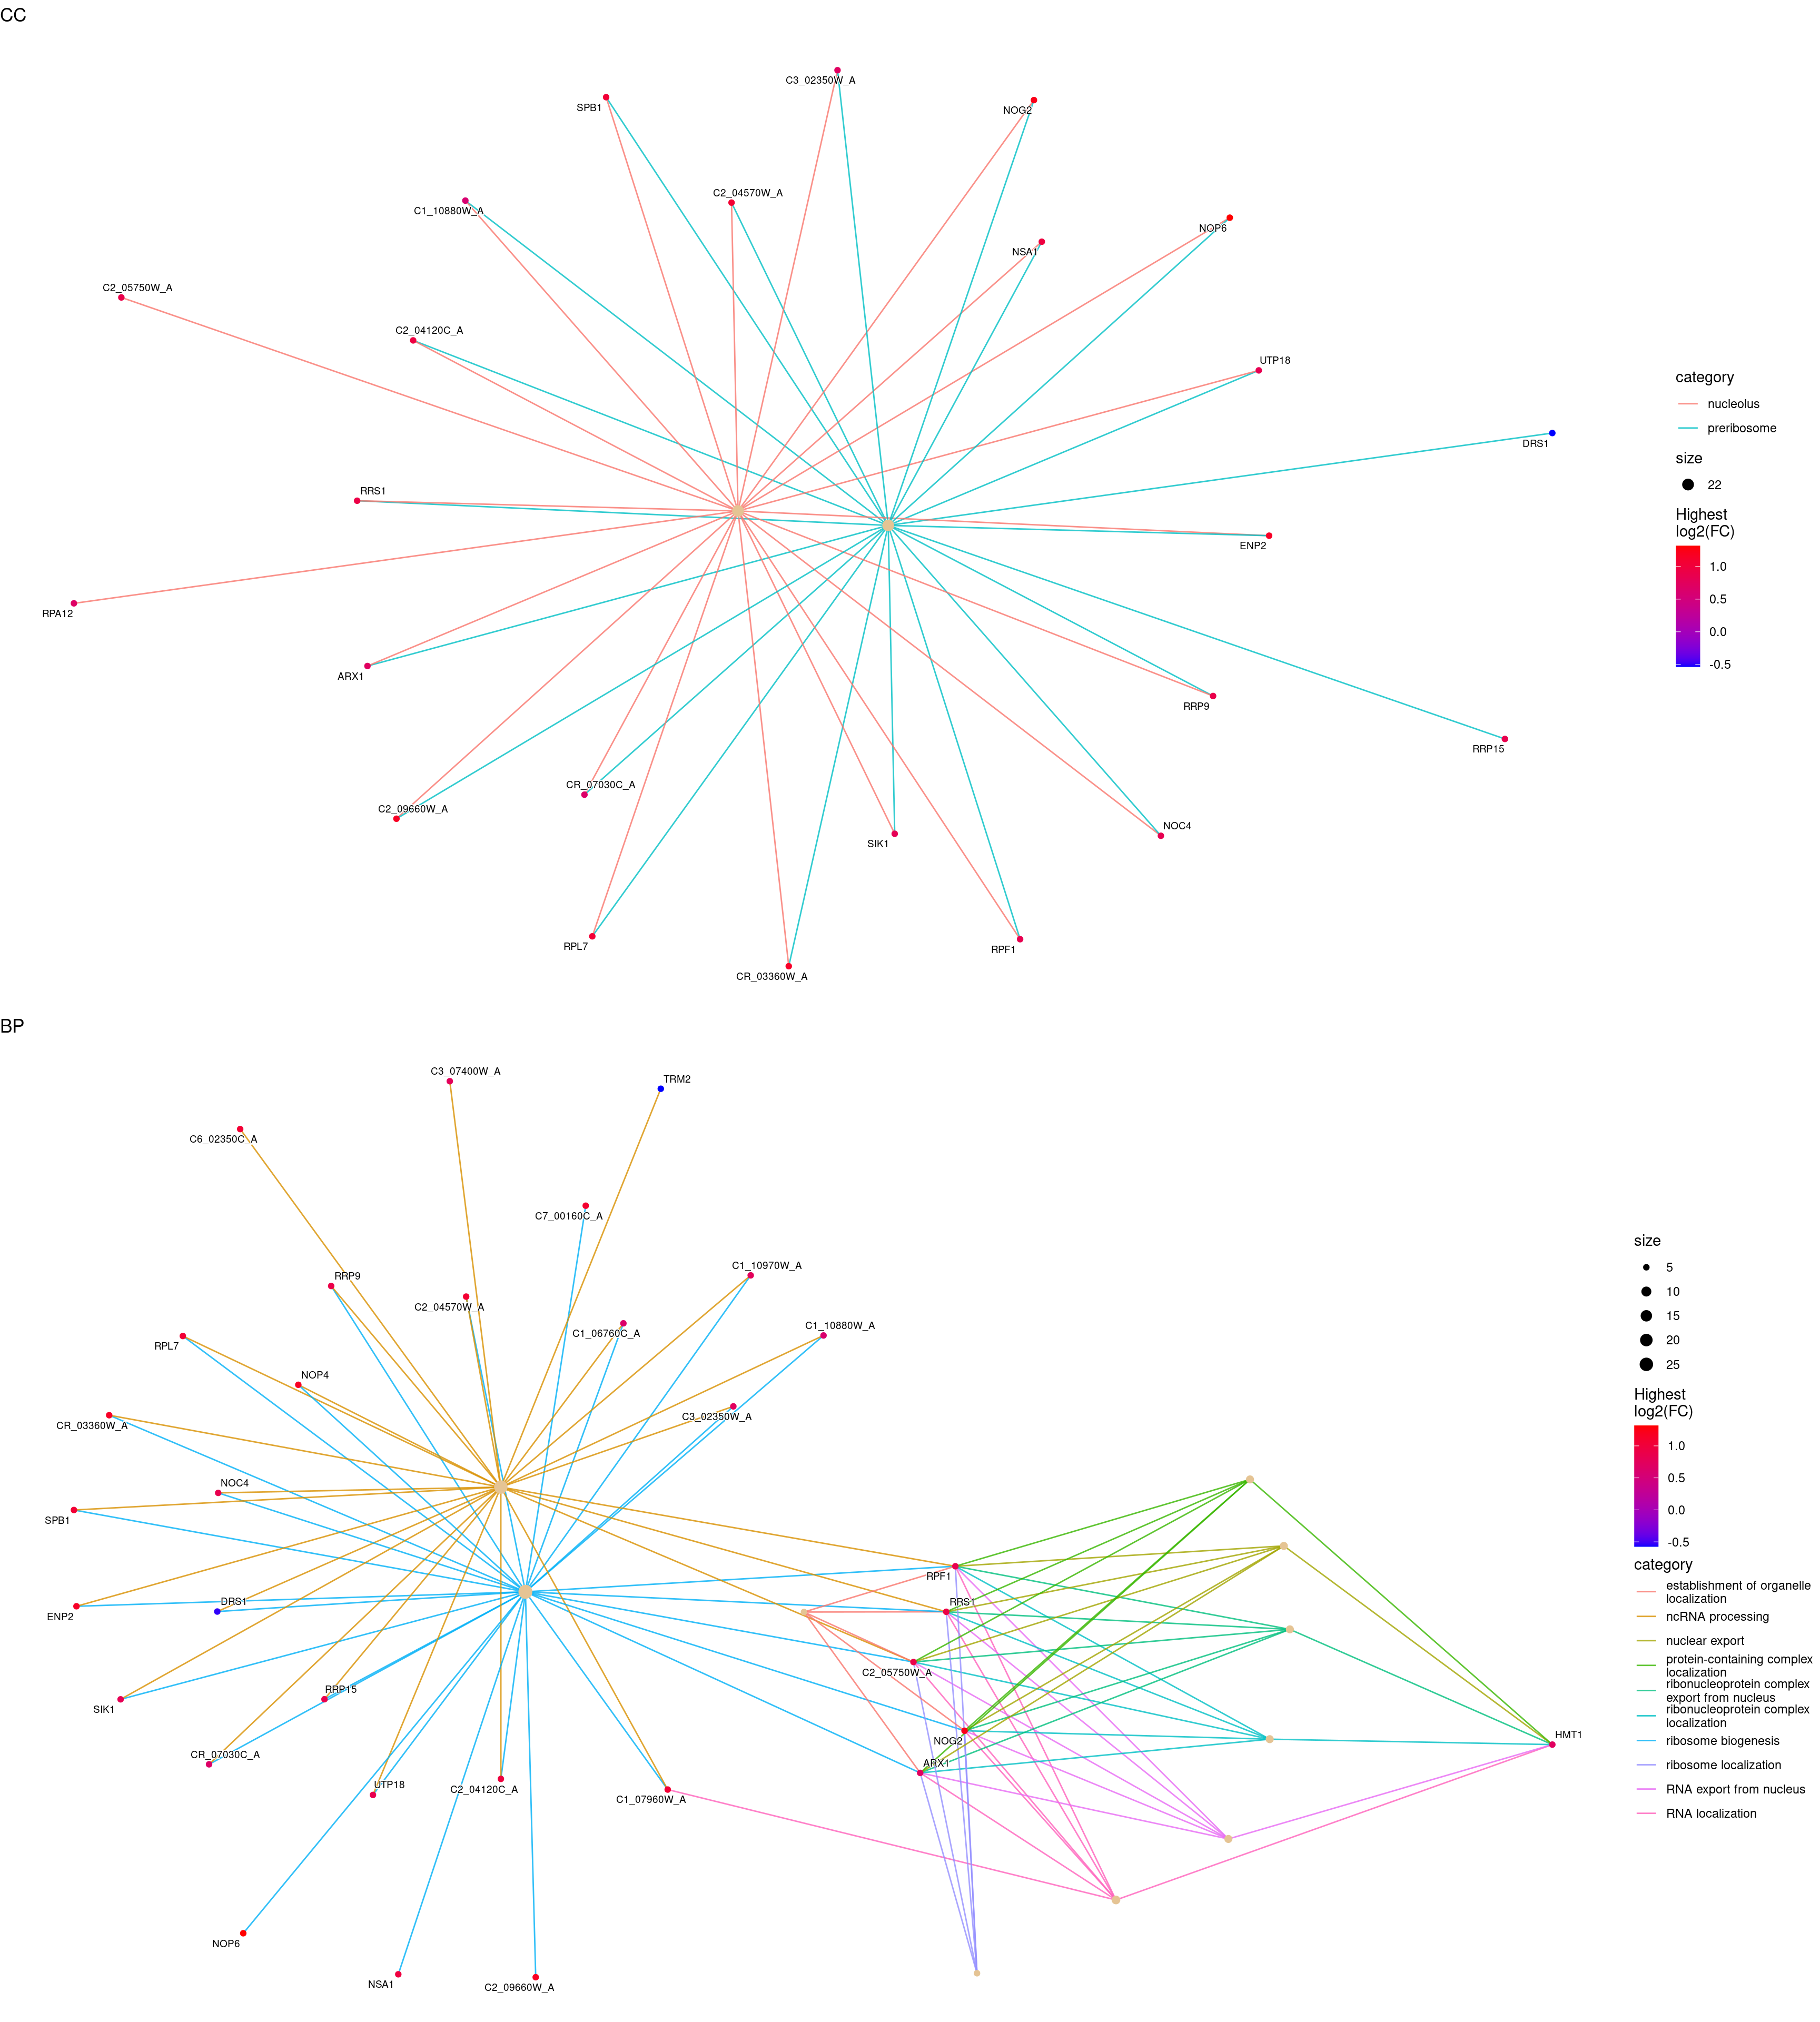 CC
C3_02350W_A
SPB1
NOG2
C2_04570W_A
C1_10880W_A
NOP6
NSA1
C2_05750W_A
C2_04120C_A
UTP18
DRS1
RRS1
ENP2
RPA12
ARX1
RRP9
RRP15
CR_07030C_A
C2_09660W_A
NOC4
SIK1
RPL7
RPF1
CR_03360W_A
category
nucleolus
preribosome
size
22
Highest
log2(FC)
1.0
0.5
0.0
-0.5
BP
C3_07400W_A
TRM2
C6_02350C_A
C7_00160C_A
C1_10970W_A
RRP9
C2_04570W_A
C1_06760C_A
C1_10880W_A
RPL7
NOP4
C3_02350W_A
CR_03360W_A
NOC4
SPB1
RPF1
DRS1
RRS1
ENP2
C2_05750W_A
RRP15
SIK1
NOG2
HMT1
CR_07030C_A
ARX1
UTP18
C2_04120C_A
C1_07960W_A
NOP6
NSA1
C2_09660W_A
size
5
10
15
20
25
Highest
log2(FC)
1.0
0.5
0.0
-0.5
category
establishment of organelle
localization
ncRNA processing
nuclear export
protein-containing complex
localization
ribonucleoprotein complex
export from nucleus
ribonucleoprotein complex
localization
ribosome biogenesis
ribosome localization
RNA export from nucleus
RNA localization